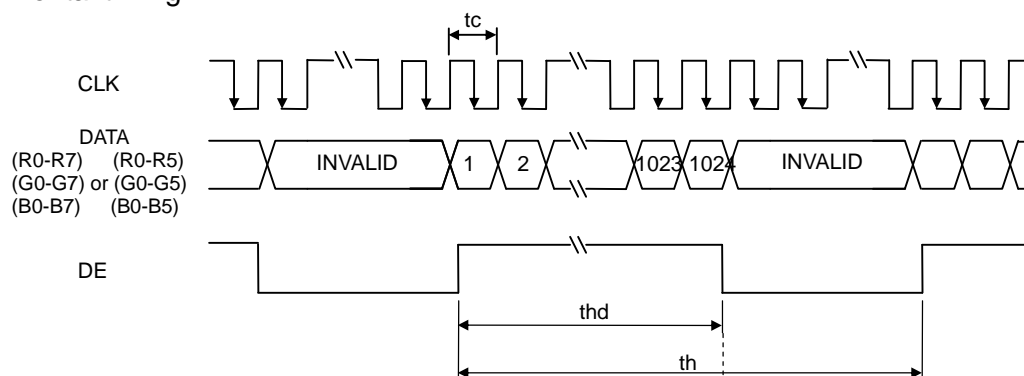 tc
CLK
DATA
(R0-R7) (R0-R5)
(G0-G7) or (G0-G5)
(B0-B7) (B0-B5)
INVALID 1 2 1023 1024 INVALID
DE
thd
th